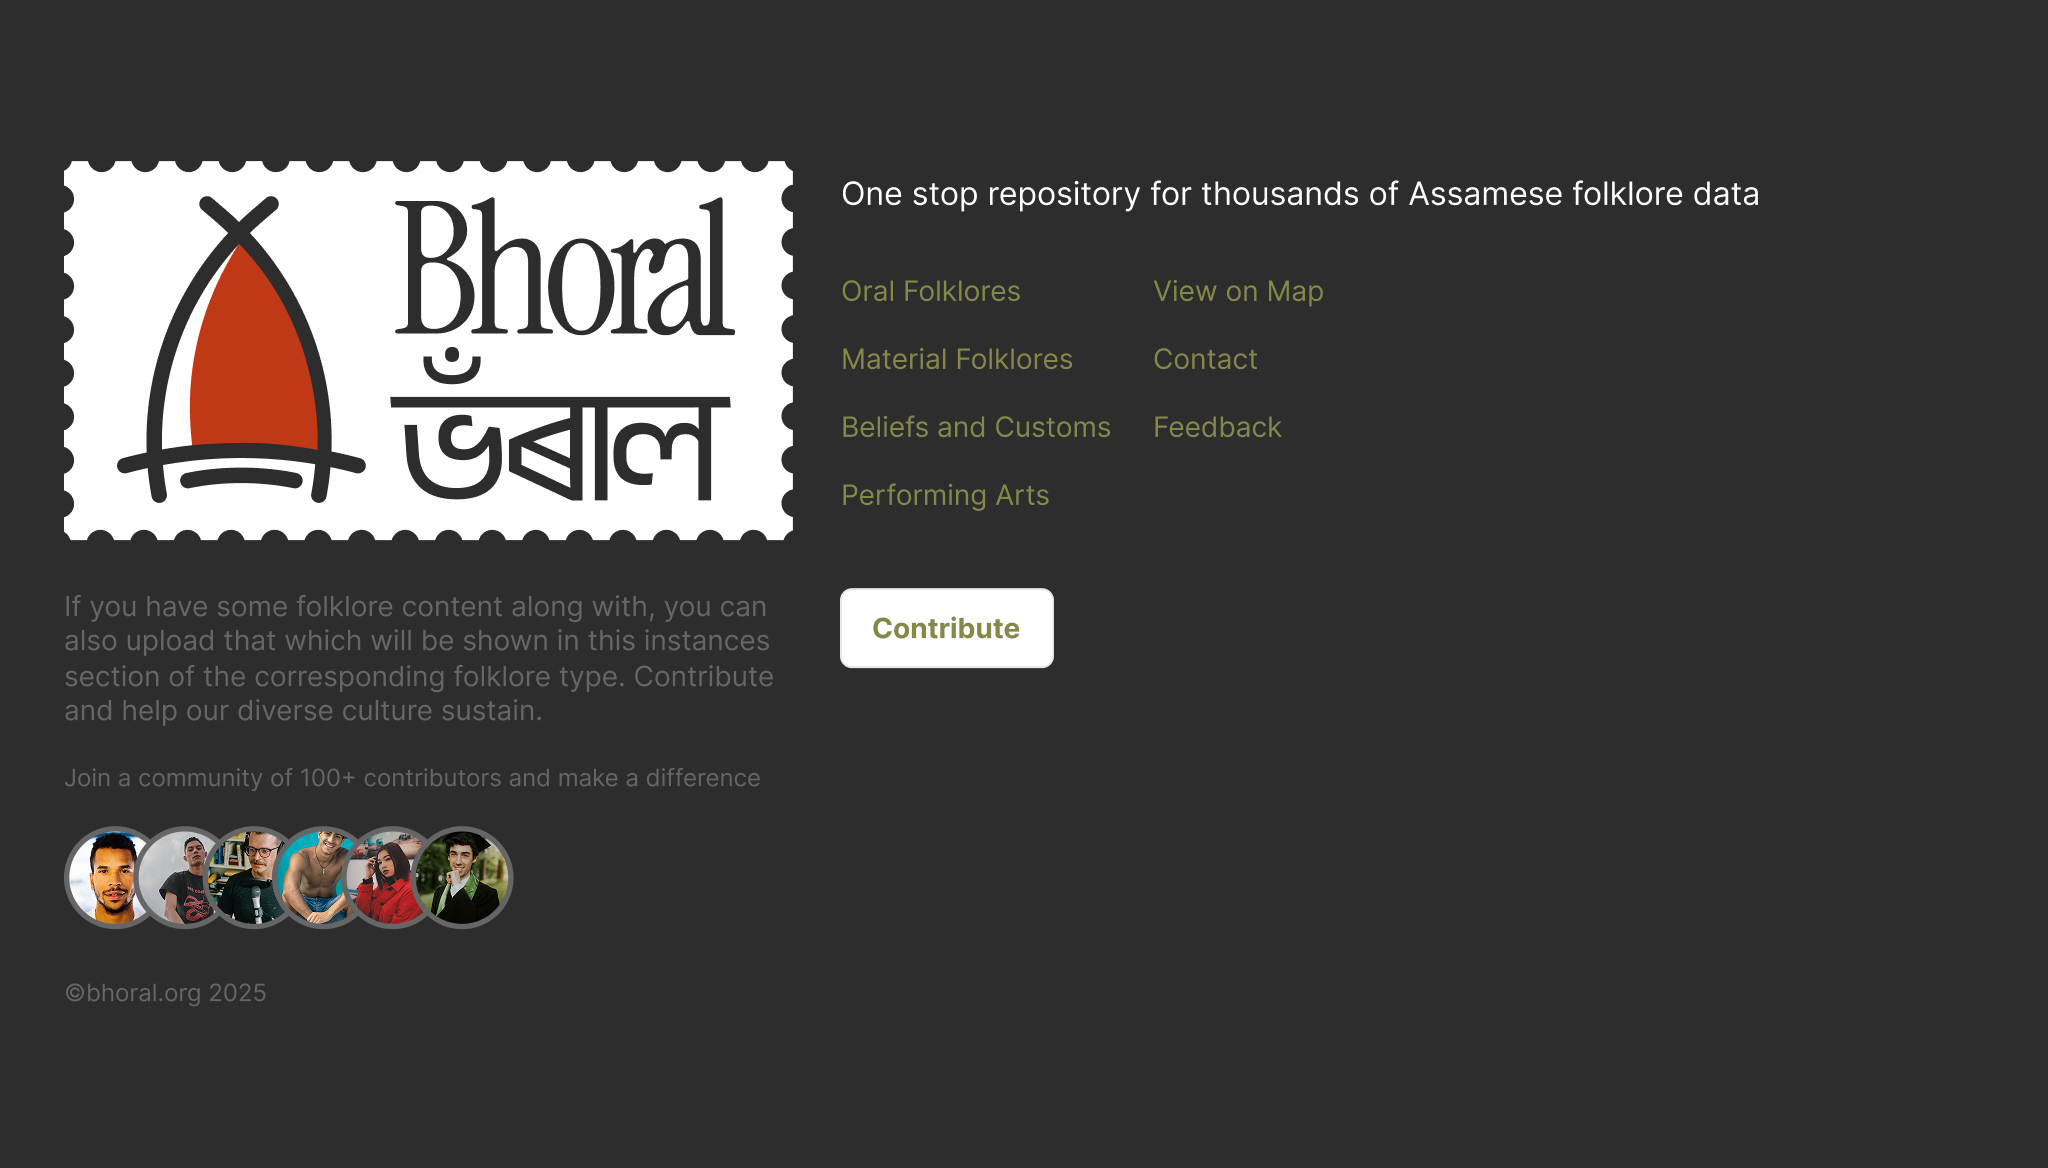 Bhoral
ভঁৰাল
One stop repository for thousands of Assamese folklore data
Oral Folklores
Material Folklores
Beliefs and Customs
Performing Arts
View on Map
Contact
Feedback
Contribute
If you have some folklore content along with, you can
also upload that which will be shown in this instances
section of the corresponding folklore type. Contribute
and help our diverse culture sustain.
Join a community of 100+ contributors and make a difference
©bhoral.org 2025